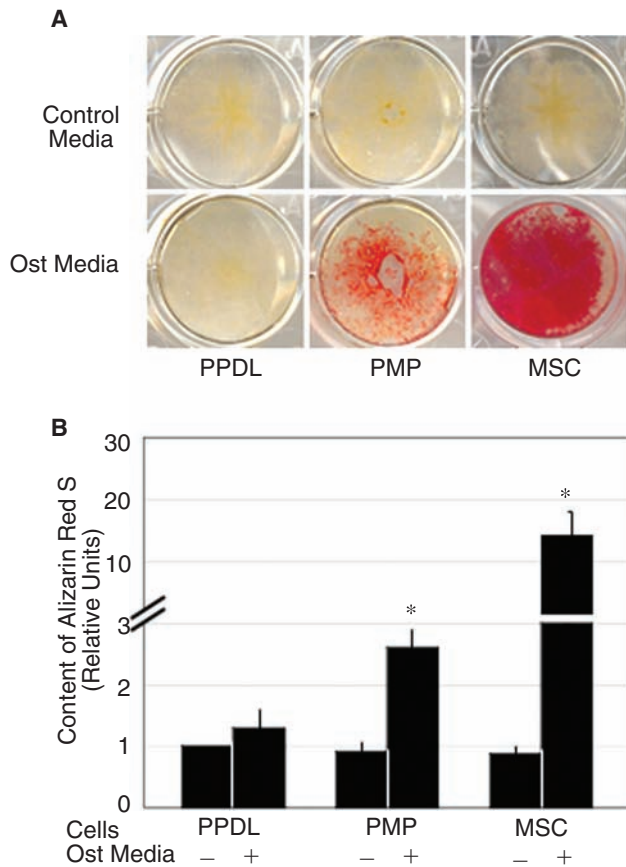 A
Control
Media
Ost Media
PPDL PMP MSC
B
Content of Alizarin Red S
(Relative Units)
30
20
10
3
2
1
0
*
*
Cells PPDL PMP MSC
Ost Media − + − + − +